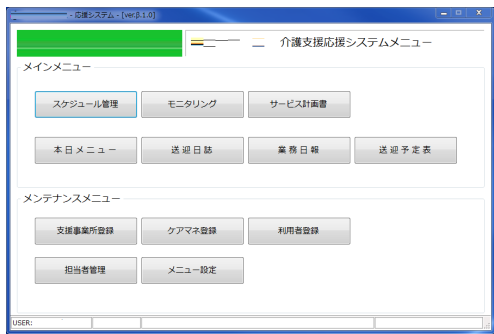 - 応援システム - [ver.β.1.0]
介護支援応援システムメニュー
メインメニュー
スケジュール管理 モニタリング サービス計画書
本日メニュー 送迎日誌 業務日報 送迎予定表
メンテナンスメニュー
支援事業所登録 ケアマネ登録 利用者登録
担当者管理 メニュー設定
USER: